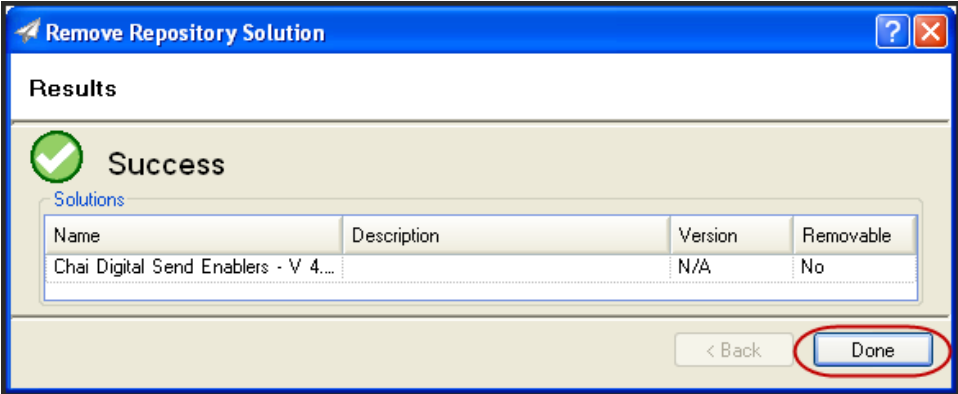 Remove Repository Solution
Results
Success
Solutions
Name Description Version Removable
Chai Digital Send Enablers - V 4.... N/A No
< Back Done